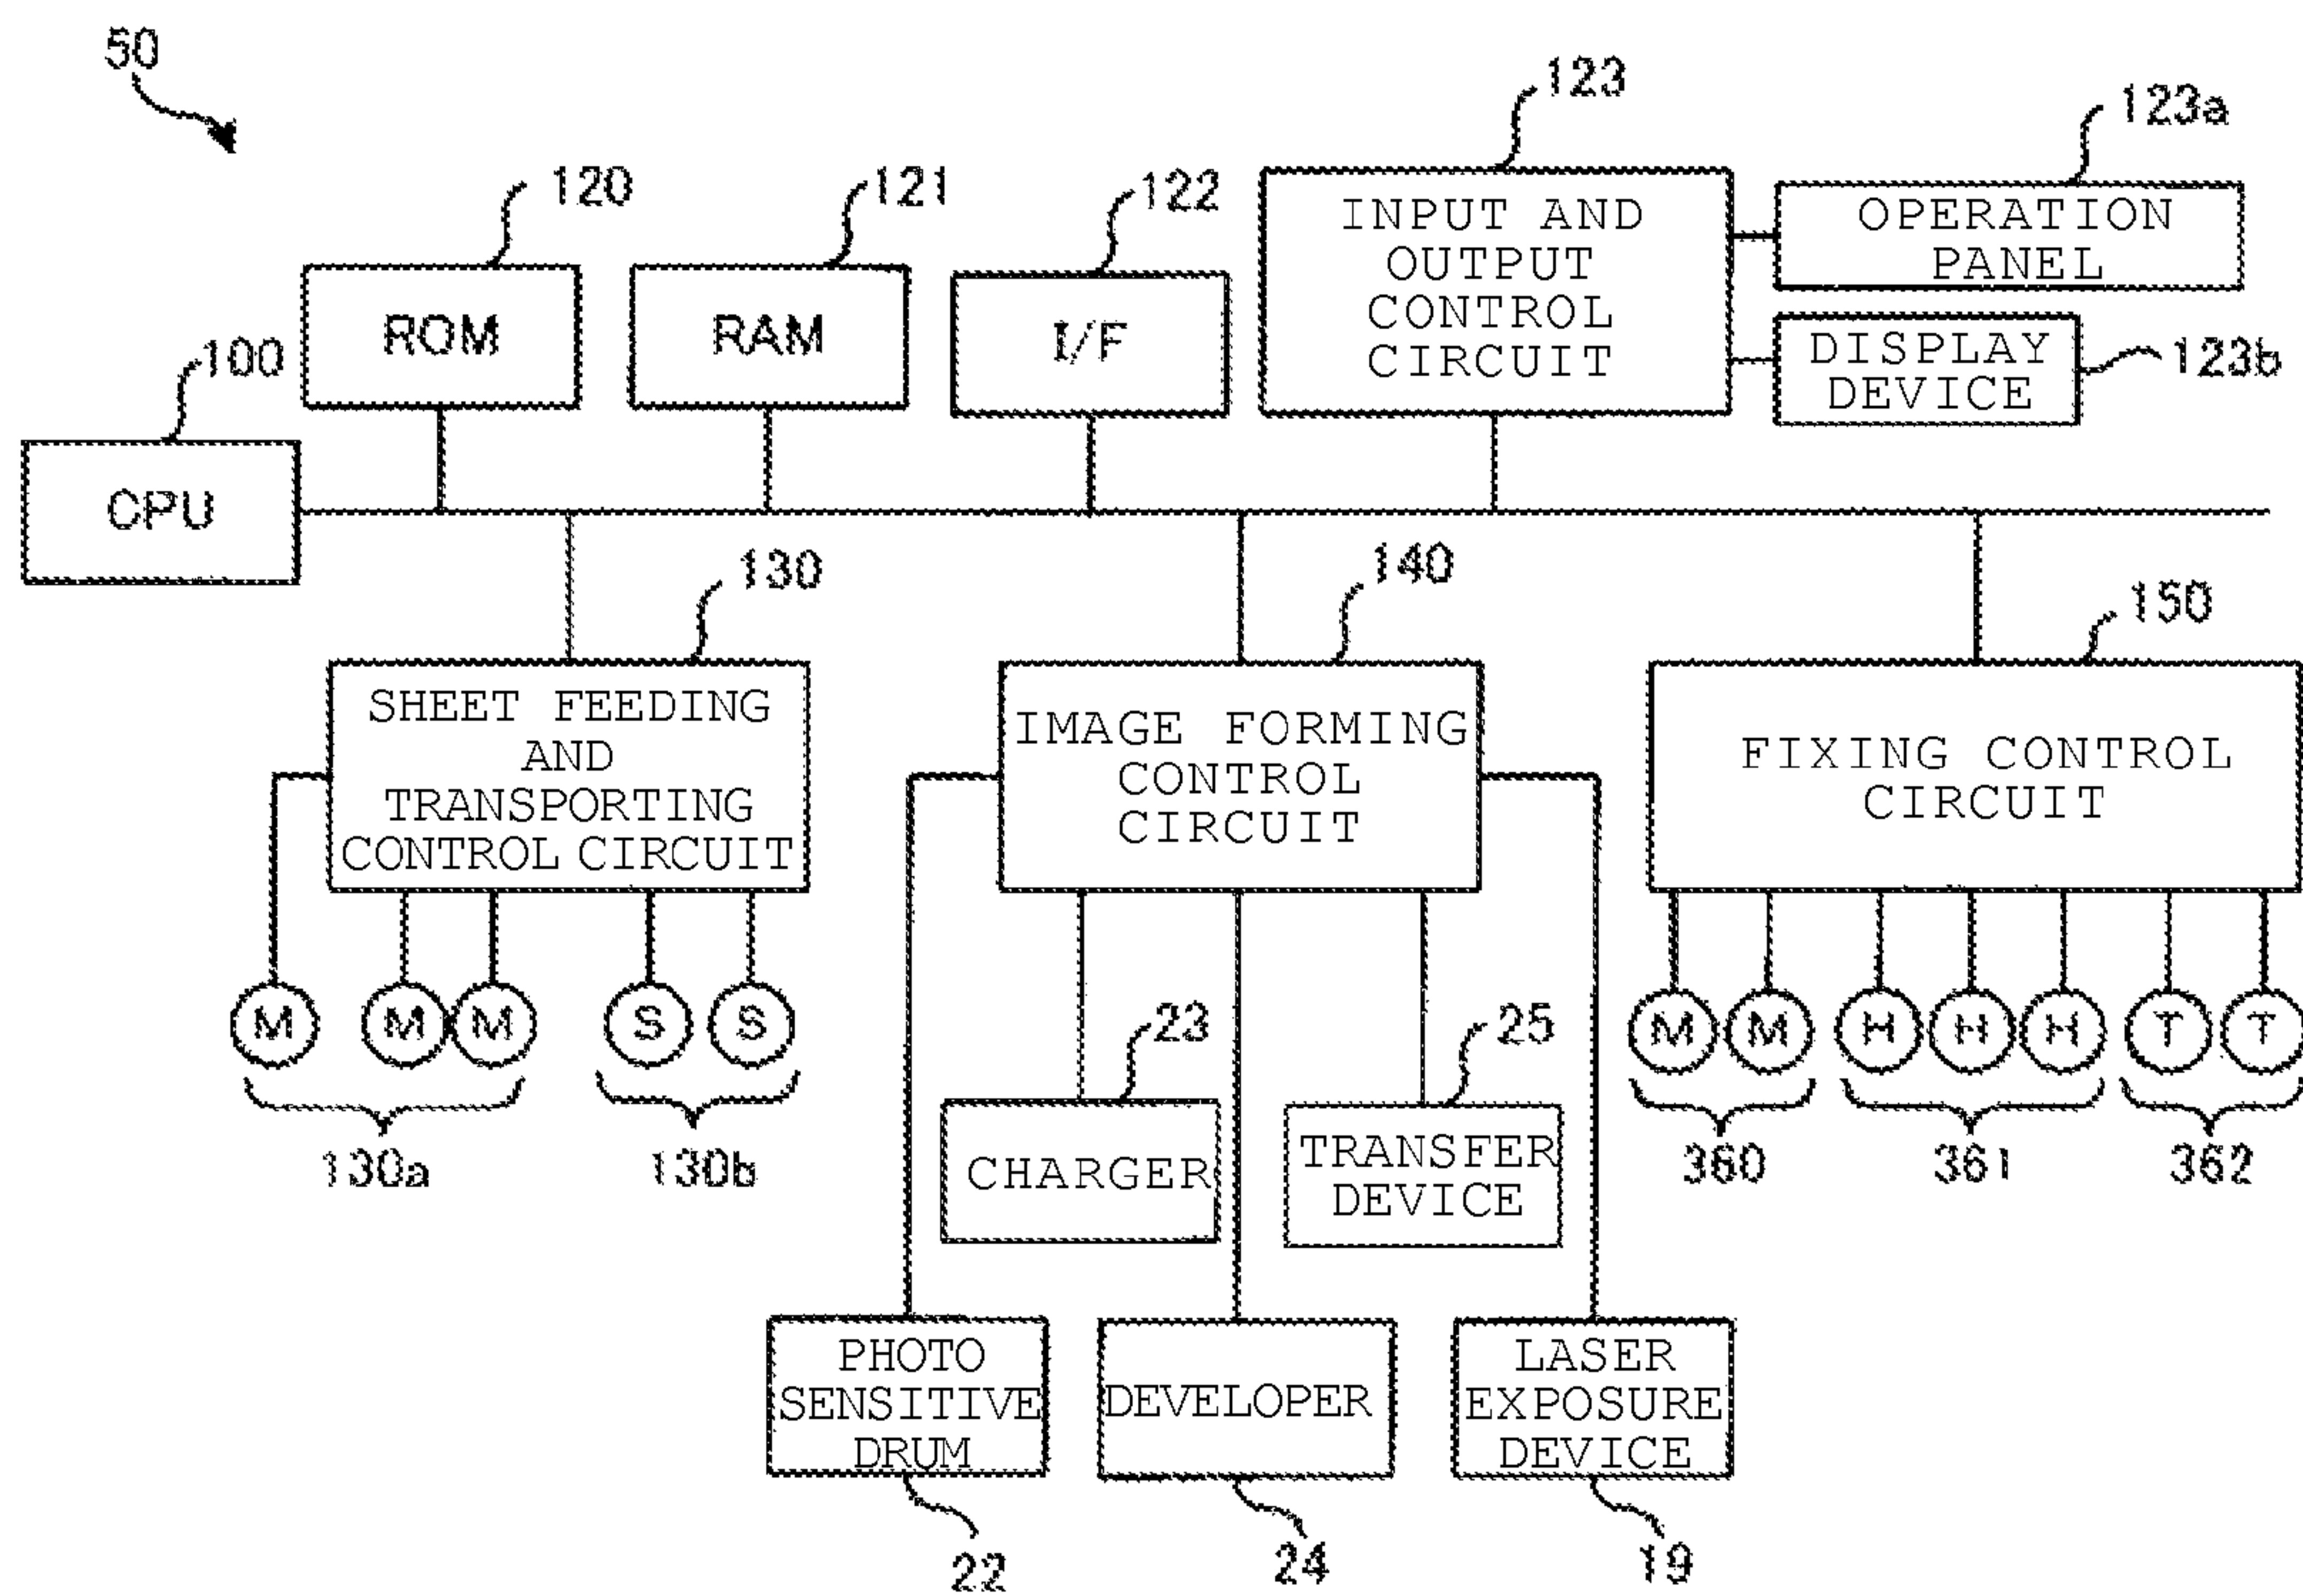 50
123
123a
120
121
122
INPUT AND
OUTPUT
CONTROL
CIRCUIT
OPERATION
PANEL
ROM
RAM
I/F
DISPLAY
DEVICE
123b
100
CPU
130
140
150
SHEET FEEDING
AND
TRANSPORTING
CONTROL CIRCUIT
IMAGE FORMING
CONTROL
CIRCUIT
FIXING CONTROL
CIRCUIT
M
M
M
S
S
M
M
H
H
H
T
T
130a
130b
360
361
362
23
25
CHARGER
TRANSFER
DEVICE
PHOTO
SENSITIVE
DRUM
DEVELOPER
LASER
EXPOSURE
DEVICE
22
24
19